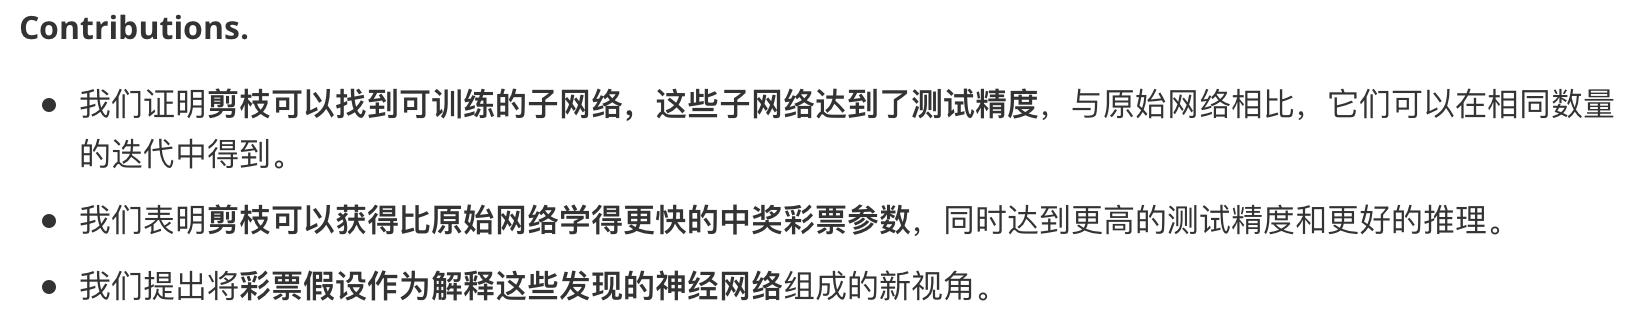 Contributions.
我们证明剪枝可以找到可训练的子网络，这些子网络达到了测试精度，与原始网络相比，它们可以在相同数量
的迭代中得到。
我们表明剪枝可以获得比原始网络学得更快的中奖彩票参数，同时达到更高的测试精度和更好的推理。
我们提出将彩票假设作为解释这些发现的神经网络组成的新视角。